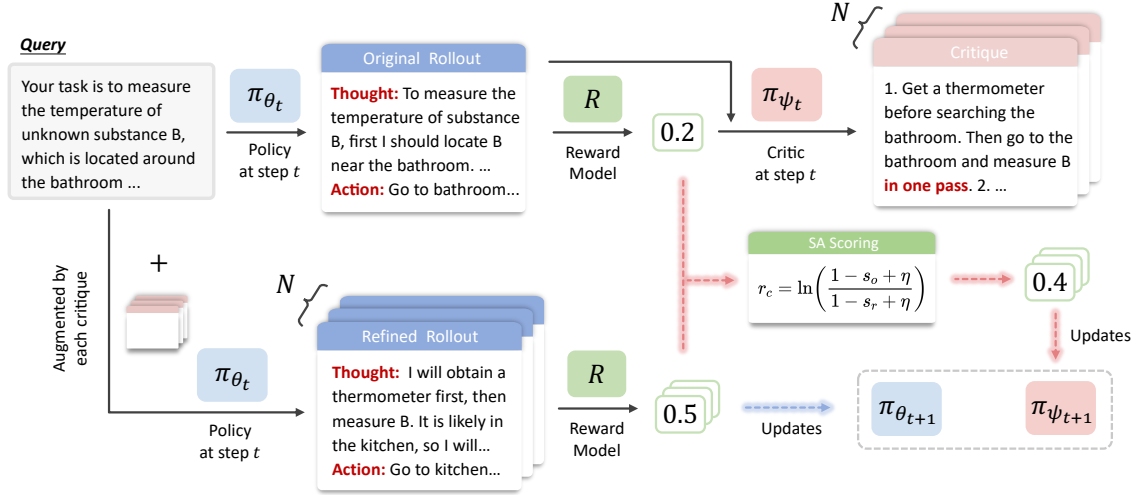 Query
Your task is to measure
the temperature of
unknown substance B,
which is located around
the bathroom ...
π_{θ_t}
Policy
at step t
Original Rollout
Thought: To measure the
temperature of substance
B, first I should locate B
near the bathroom. ...
Action: Go to bathroom...
R
Reward
Model
0.2
π_{ψ_t}
Critic
at step t
N
Critique
1. Get a thermometer
before searching the
bathroom. Then go to the
bathroom and measure B
in one pass. 2. ...
Augmented by
each critique
+
π_{θ_t}
Policy
at step t
N
Refined Rollout
Thought: I will obtain a
thermometer first, then
measure B. It is likely in
the kitchen, so I will...
Action: Go to kitchen...
R
Reward
Model
0.5
SA Scoring
r_c = ln((1 − s_o + η)/(1 − s_r + η))
0.4
Updates
Updates
π_{θ_{t+1}}
π_{ψ_{t+1}}